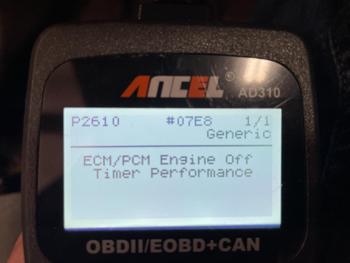 ANCEL®
AD310
P2610 #07E8 1/1
Generic
ECM/PCM Engine Off
Timer Performance
OBDII/EOBD+CAN